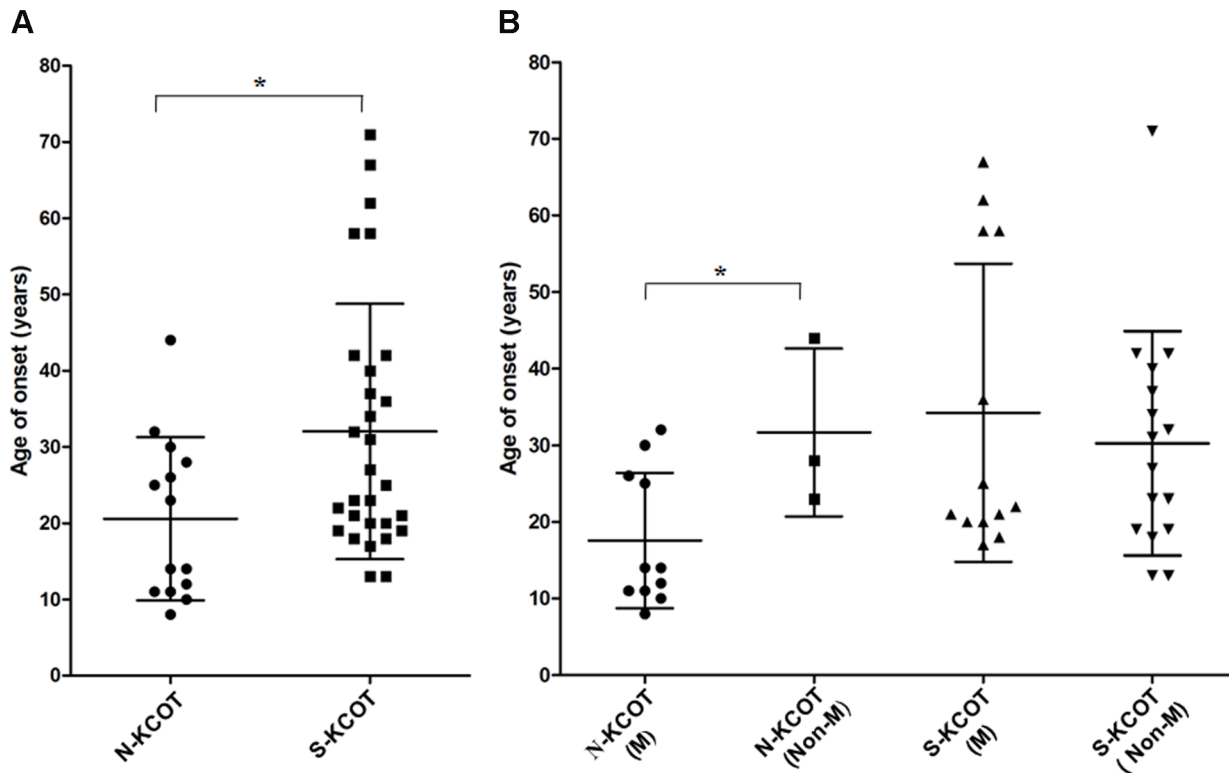 A
Age of onset (years)
80
70
60
50
40
30
20
10
0
*
N-KCOT
S-KCOT
B
Age of onset (years)
80
70
60
50
40
30
20
10
0
*
N-KCOT
(M)
N-KCOT
(Non-M)
S-KCOT
(M)
S-KCOT
( Non-M)